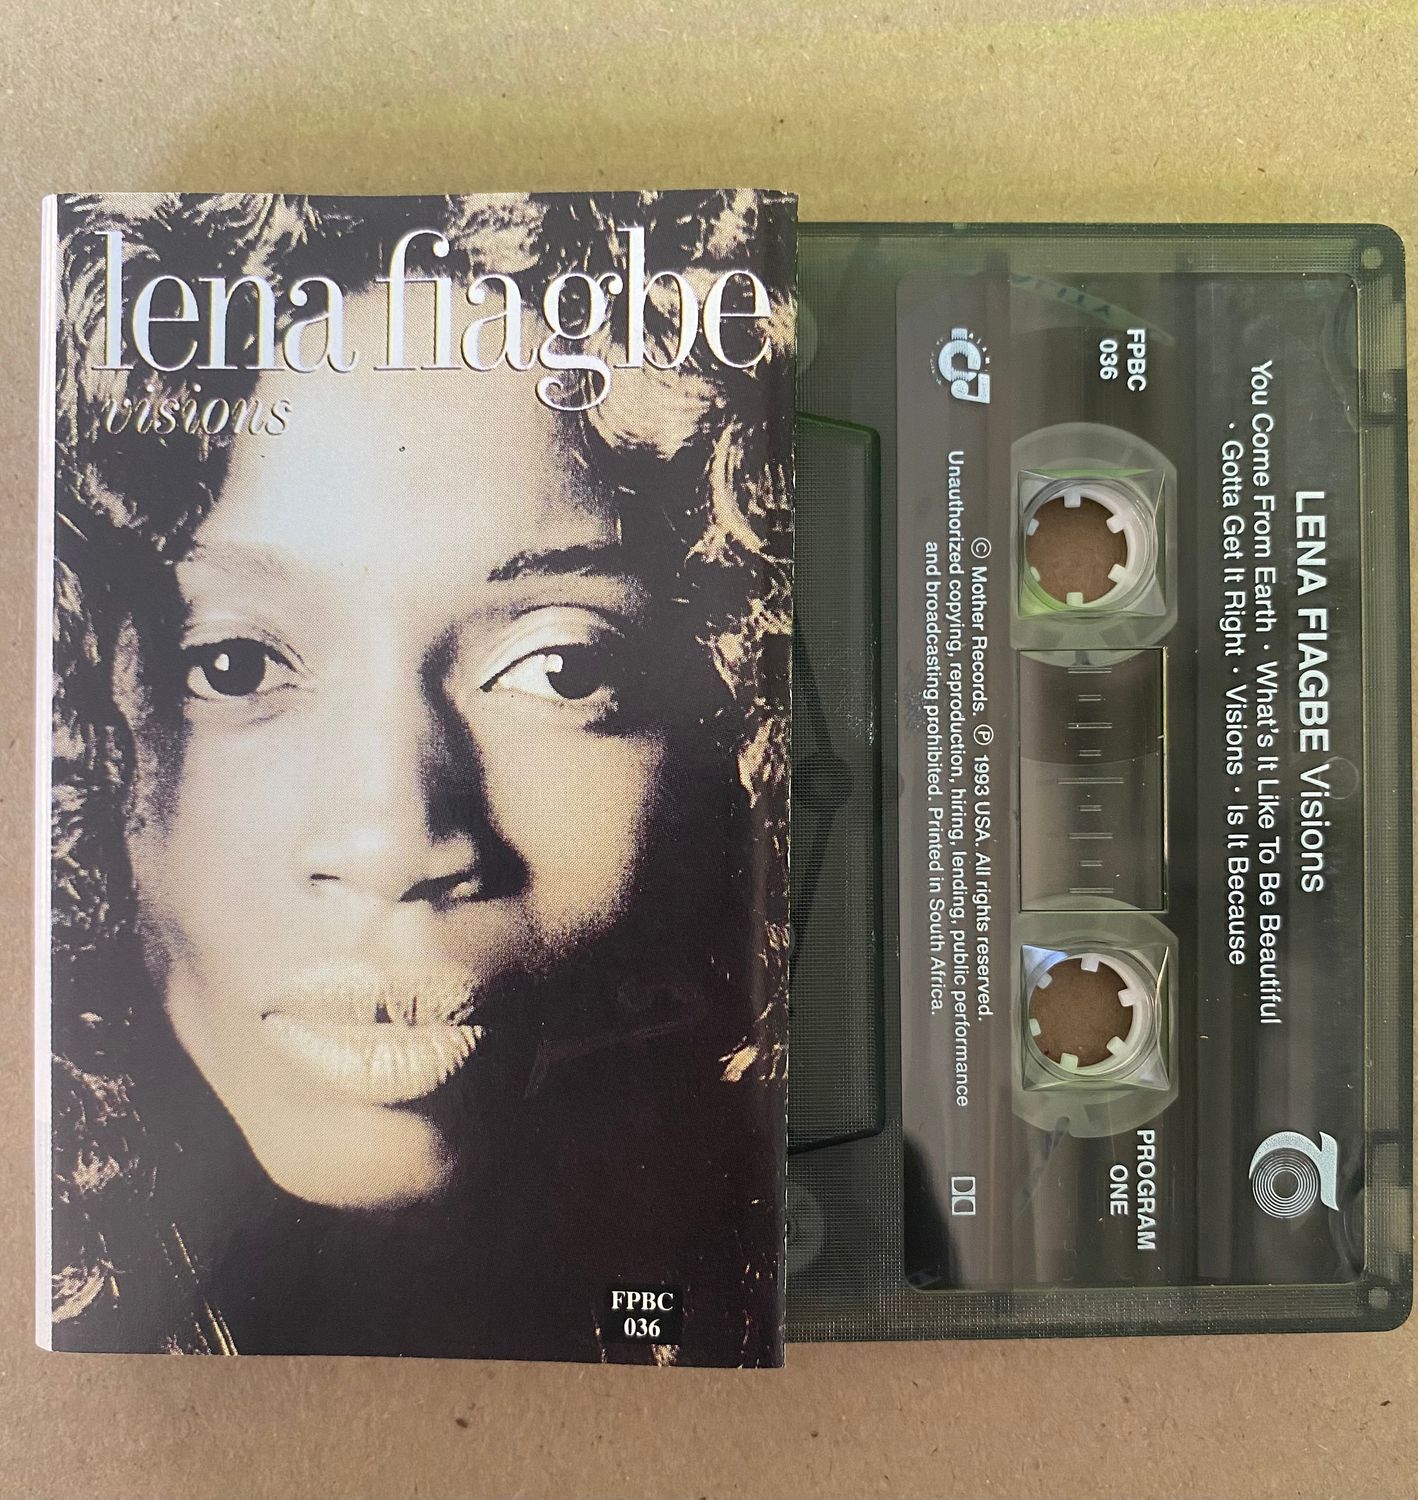 lena fiagbe
visions
FPBC
036
LENA FIAGBE Visions
You Come From Earth · What's It Like To Be Beautiful
· Gotta Get It Right · Visions · Is It Because
FPBC
036
PROGRAM
ONE
© Mother Records. ℗ 1993 USA. All rights reserved.
Unauthorized copying, reproduction, hiring, lending, public performance
and broadcasting prohibited. Printed in South Africa.